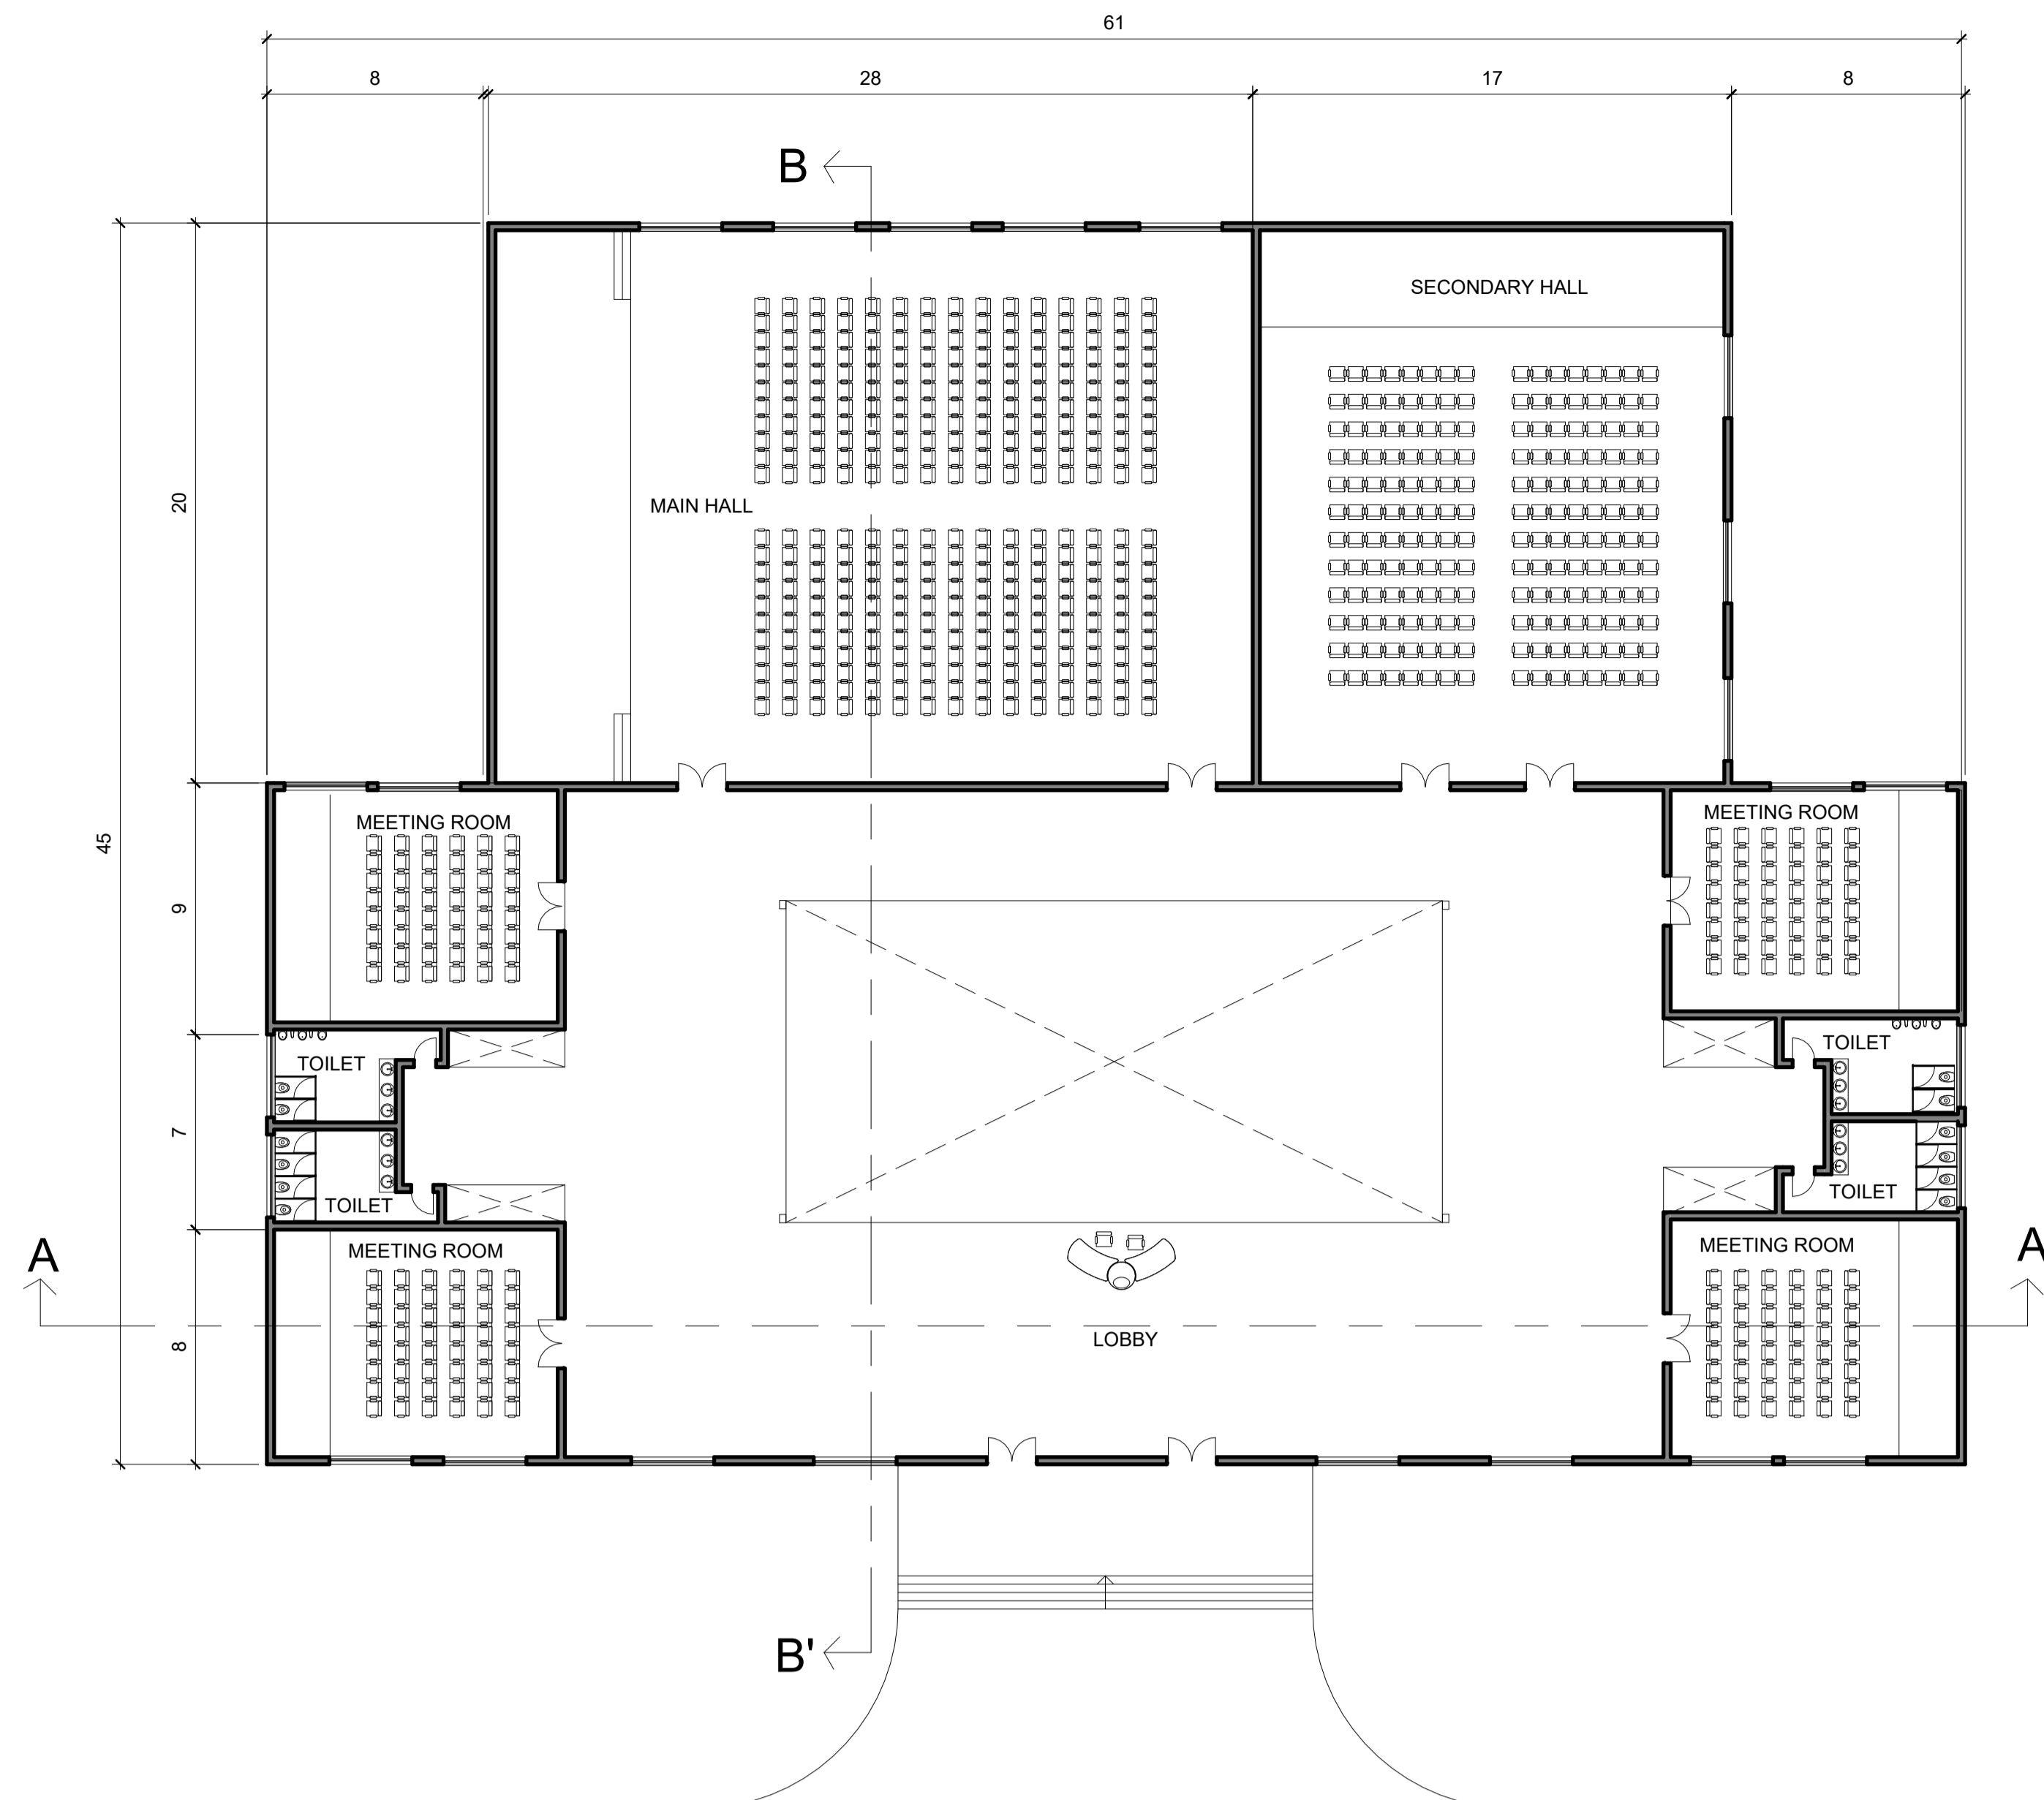 61
8
28
17
8
B
SECONDARY HALL
20
MAIN HALL
MEETING ROOM
MEETING ROOM
45
9
TOILET
TOILET
7
TOILET
TOILET
A
MEETING ROOM
MEETING ROOM
A
8
LOBBY
B'